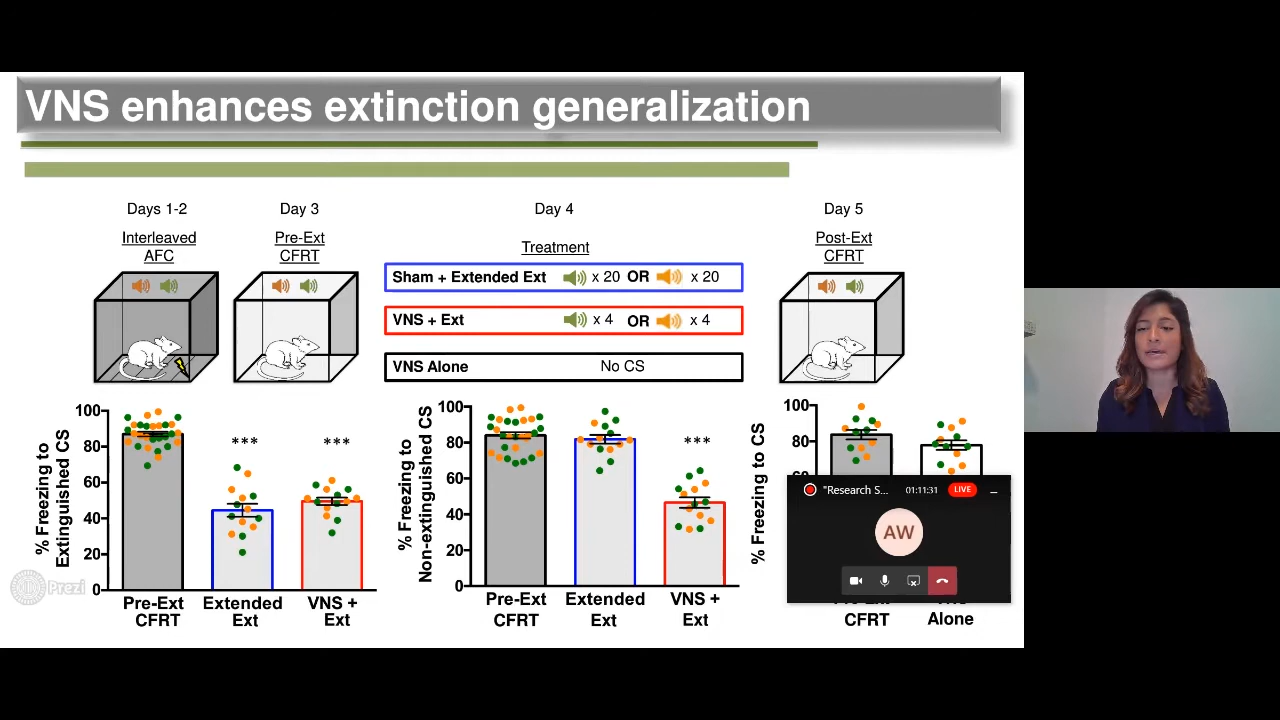 VNS enhances extinction generalization
Days 1-2
Day 3
Day 4
Day 5
Interleaved
AFC
Pre-Ext
CFRT
Treatment
Post-Ext
CFRT
Sham + Extended Ext x 20 OR x 20
VNS + Ext x 4 OR x 4
VNS Alone No CS
% Freezing to
Extinguished CS
100
80
60
40
20
0
***
***
Pre-Ext
CFRT
Extended
Ext
VNS +
Ext
% Freezing to
Non-extinguished CS
100
80
60
40
20
0
***
Pre-Ext
CFRT
Extended
Ext
VNS +
Ext
% Freezing to CS
100
80
CFRT
Alone
"Research S...
01:11:31
LIVE
AW
Prezi